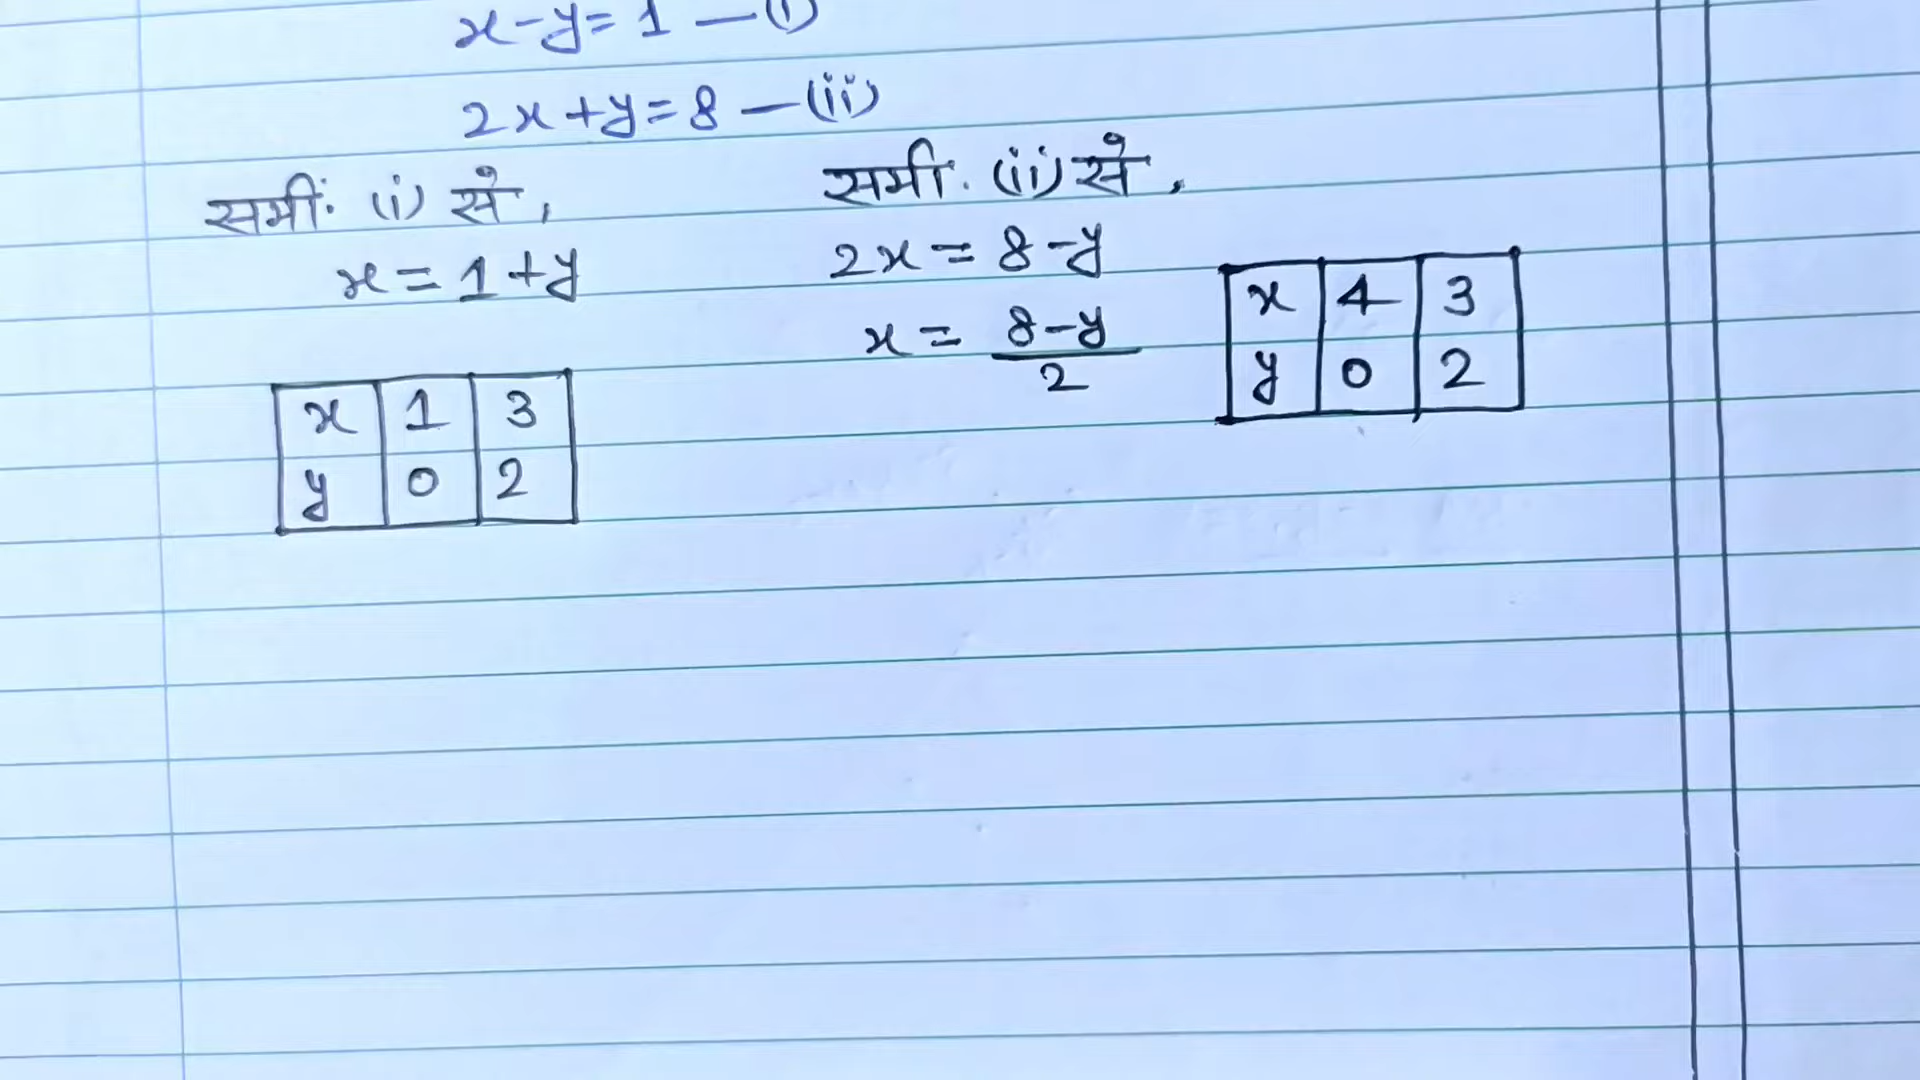 x-y=1 —(i)
2x+y=8 —(ii)
समीं. (i) से,
x = 1+y
x 1 3
y 0 2
समी. (ii) से,
2x = 8-y
x = 8-y
2
x 4 3
y 0 2